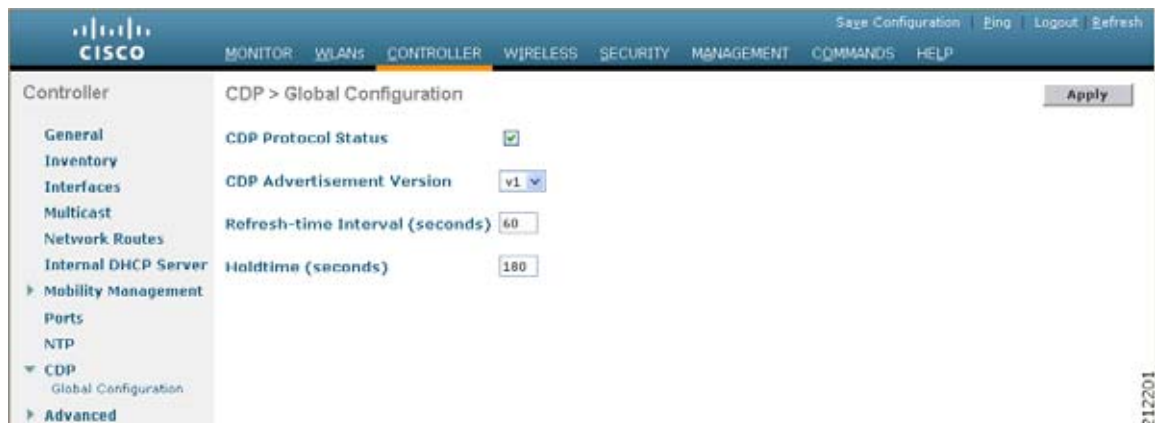 Save Configuration Ping Logout Refresh
CISCO
MONITOR WLANs CONTROLLER WIRELESS SECURITY MANAGEMENT COMMANDS HELP
Controller
General
Inventory
Interfaces
Multicast
Network Routes
Internal DHCP Server
Mobility Management
Ports
NTP
CDP
Global Configuration
Advanced
CDP > Global Configuration
Apply
CDP Protocol Status
CDP Advertisement Version v1
Refresh-time Interval (seconds) 60
Holdtime (seconds) 180
212201